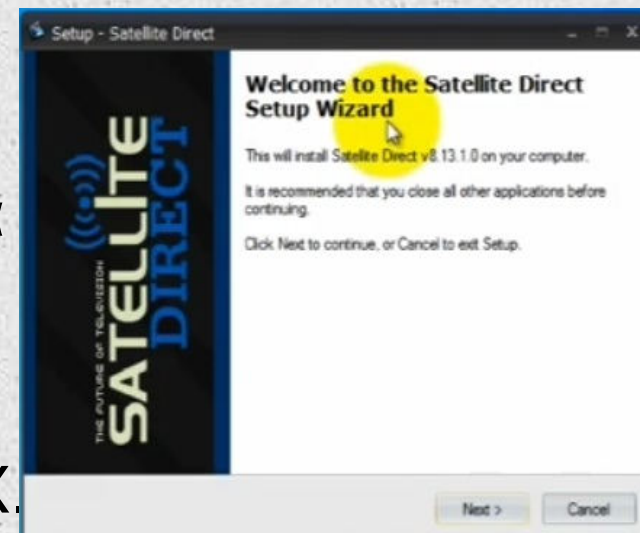 Setup - Satellite Direct
Welcome to the Satellite Direct
Setup Wizard
This will install Satellite Direct v8.13.1.0 on your computer.
It is recommended that you close all other applications before
continuing.
Click Next to continue, or Cancel to exit Setup.
THE FUTURE OF TELEVISION
SATELLITE
DIRECT
Next >
Cancel